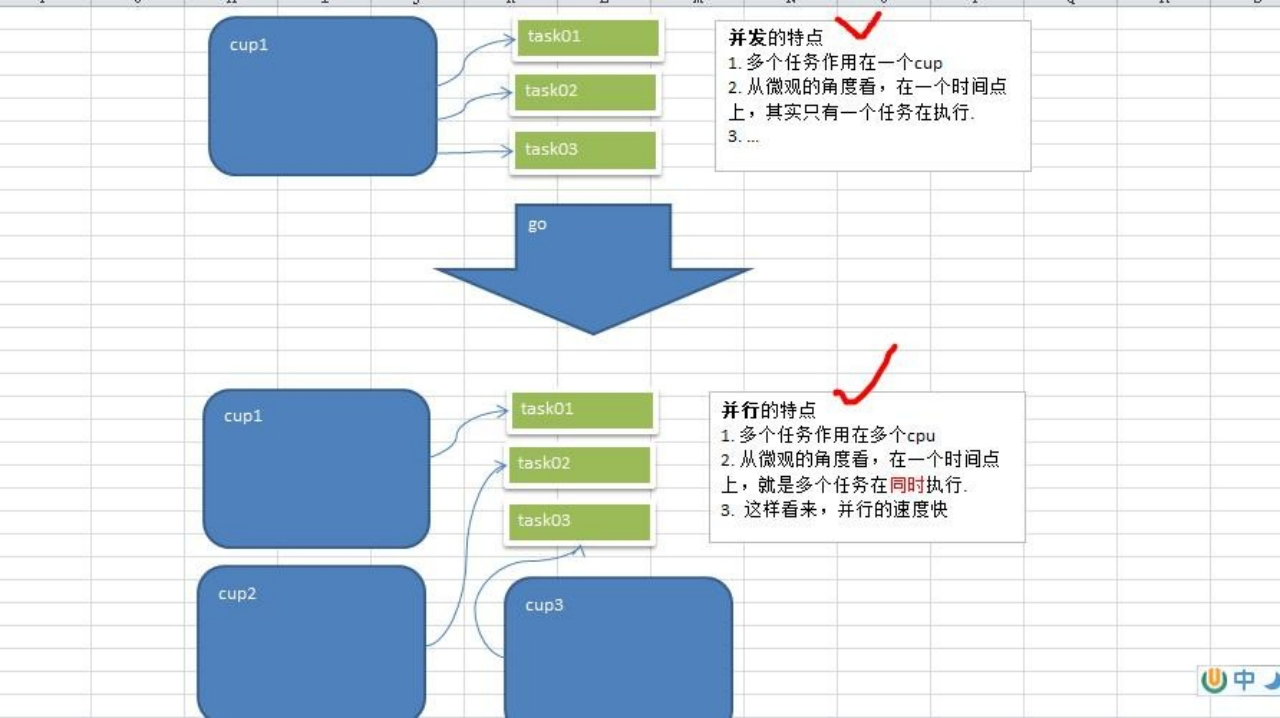 cup1
task01
task02
task03
并发的特点
1. 多个任务作用在一个cup
2. 从微观的角度看，在一个时间点
上，其实只有一个任务在执行.
3. ...
go
cup1
task01
task02
task03
并行的特点
1. 多个任务作用在多个cpu
2. 从微观的角度看，在一个时间点
上，就是多个任务在同时执行.
3. 这样看来，并行的速度快
cup2
cup3
中